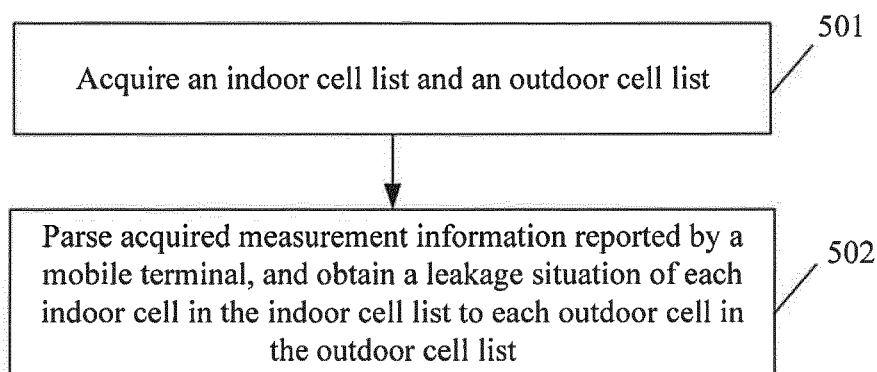 501
Acquire an indoor cell list and an outdoor cell list
502
Parse acquired measurement information reported by a
mobile terminal, and obtain a leakage situation of each
indoor cell in the indoor cell list to each outdoor cell in
the outdoor cell list